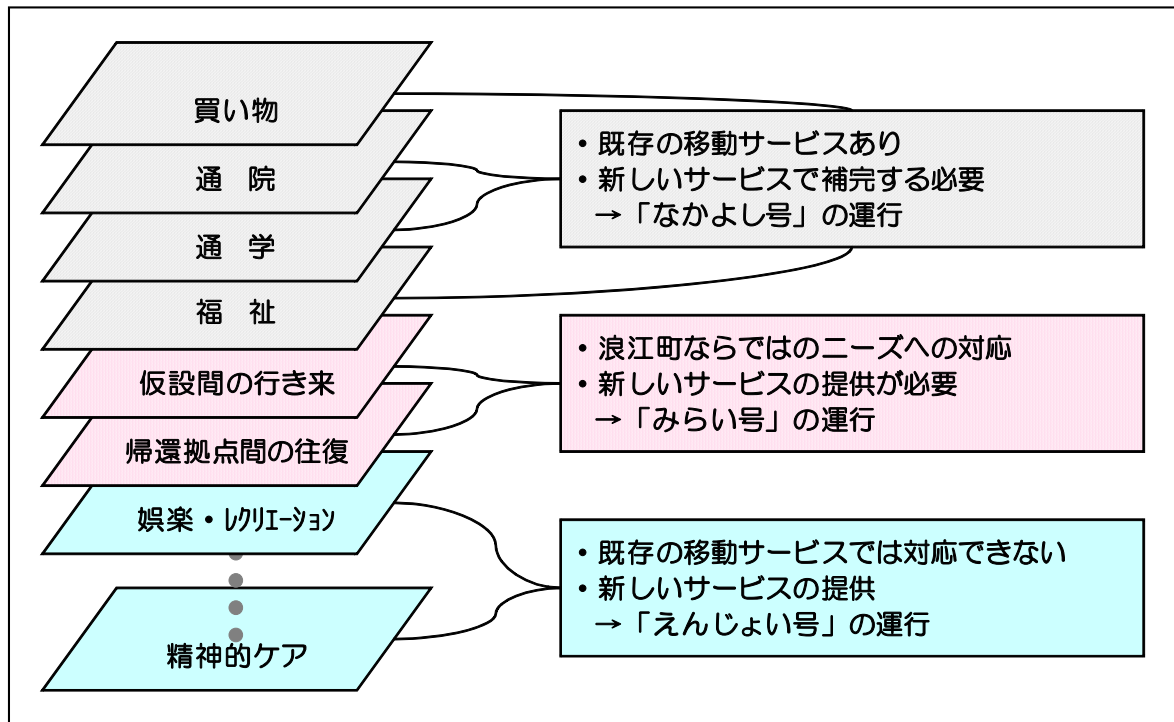 買い物
通　院
通　学
福　祉
仮設間の行き来
帰還拠点間の往復
娯楽・ﾚｸﾘｴｰｼｮﾝ
精神的ケア
・既存の移動サービスあり
・新しいサービスで補完する必要
→「なかよし号」の運行
・浪江町ならではのニーズへの対応
・新しいサービスの提供が必要
→「みらい号」の運行
・既存の移動サービスでは対応できない
・新しいサービスの提供
→「えんじょい号」の運行